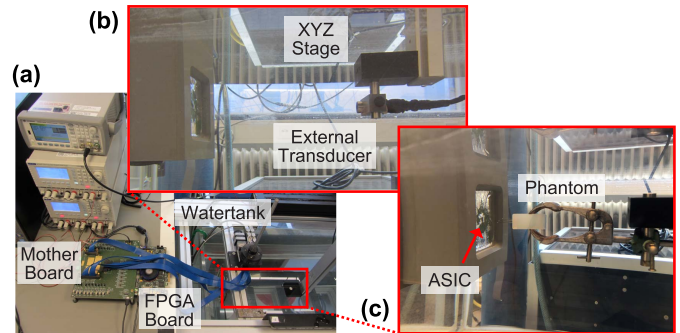 (b)
XYZ
Stage
(a)
External
Transducer
Phantom
Watertank
Mother
Board
ASIC
FPGA
Board
(c)